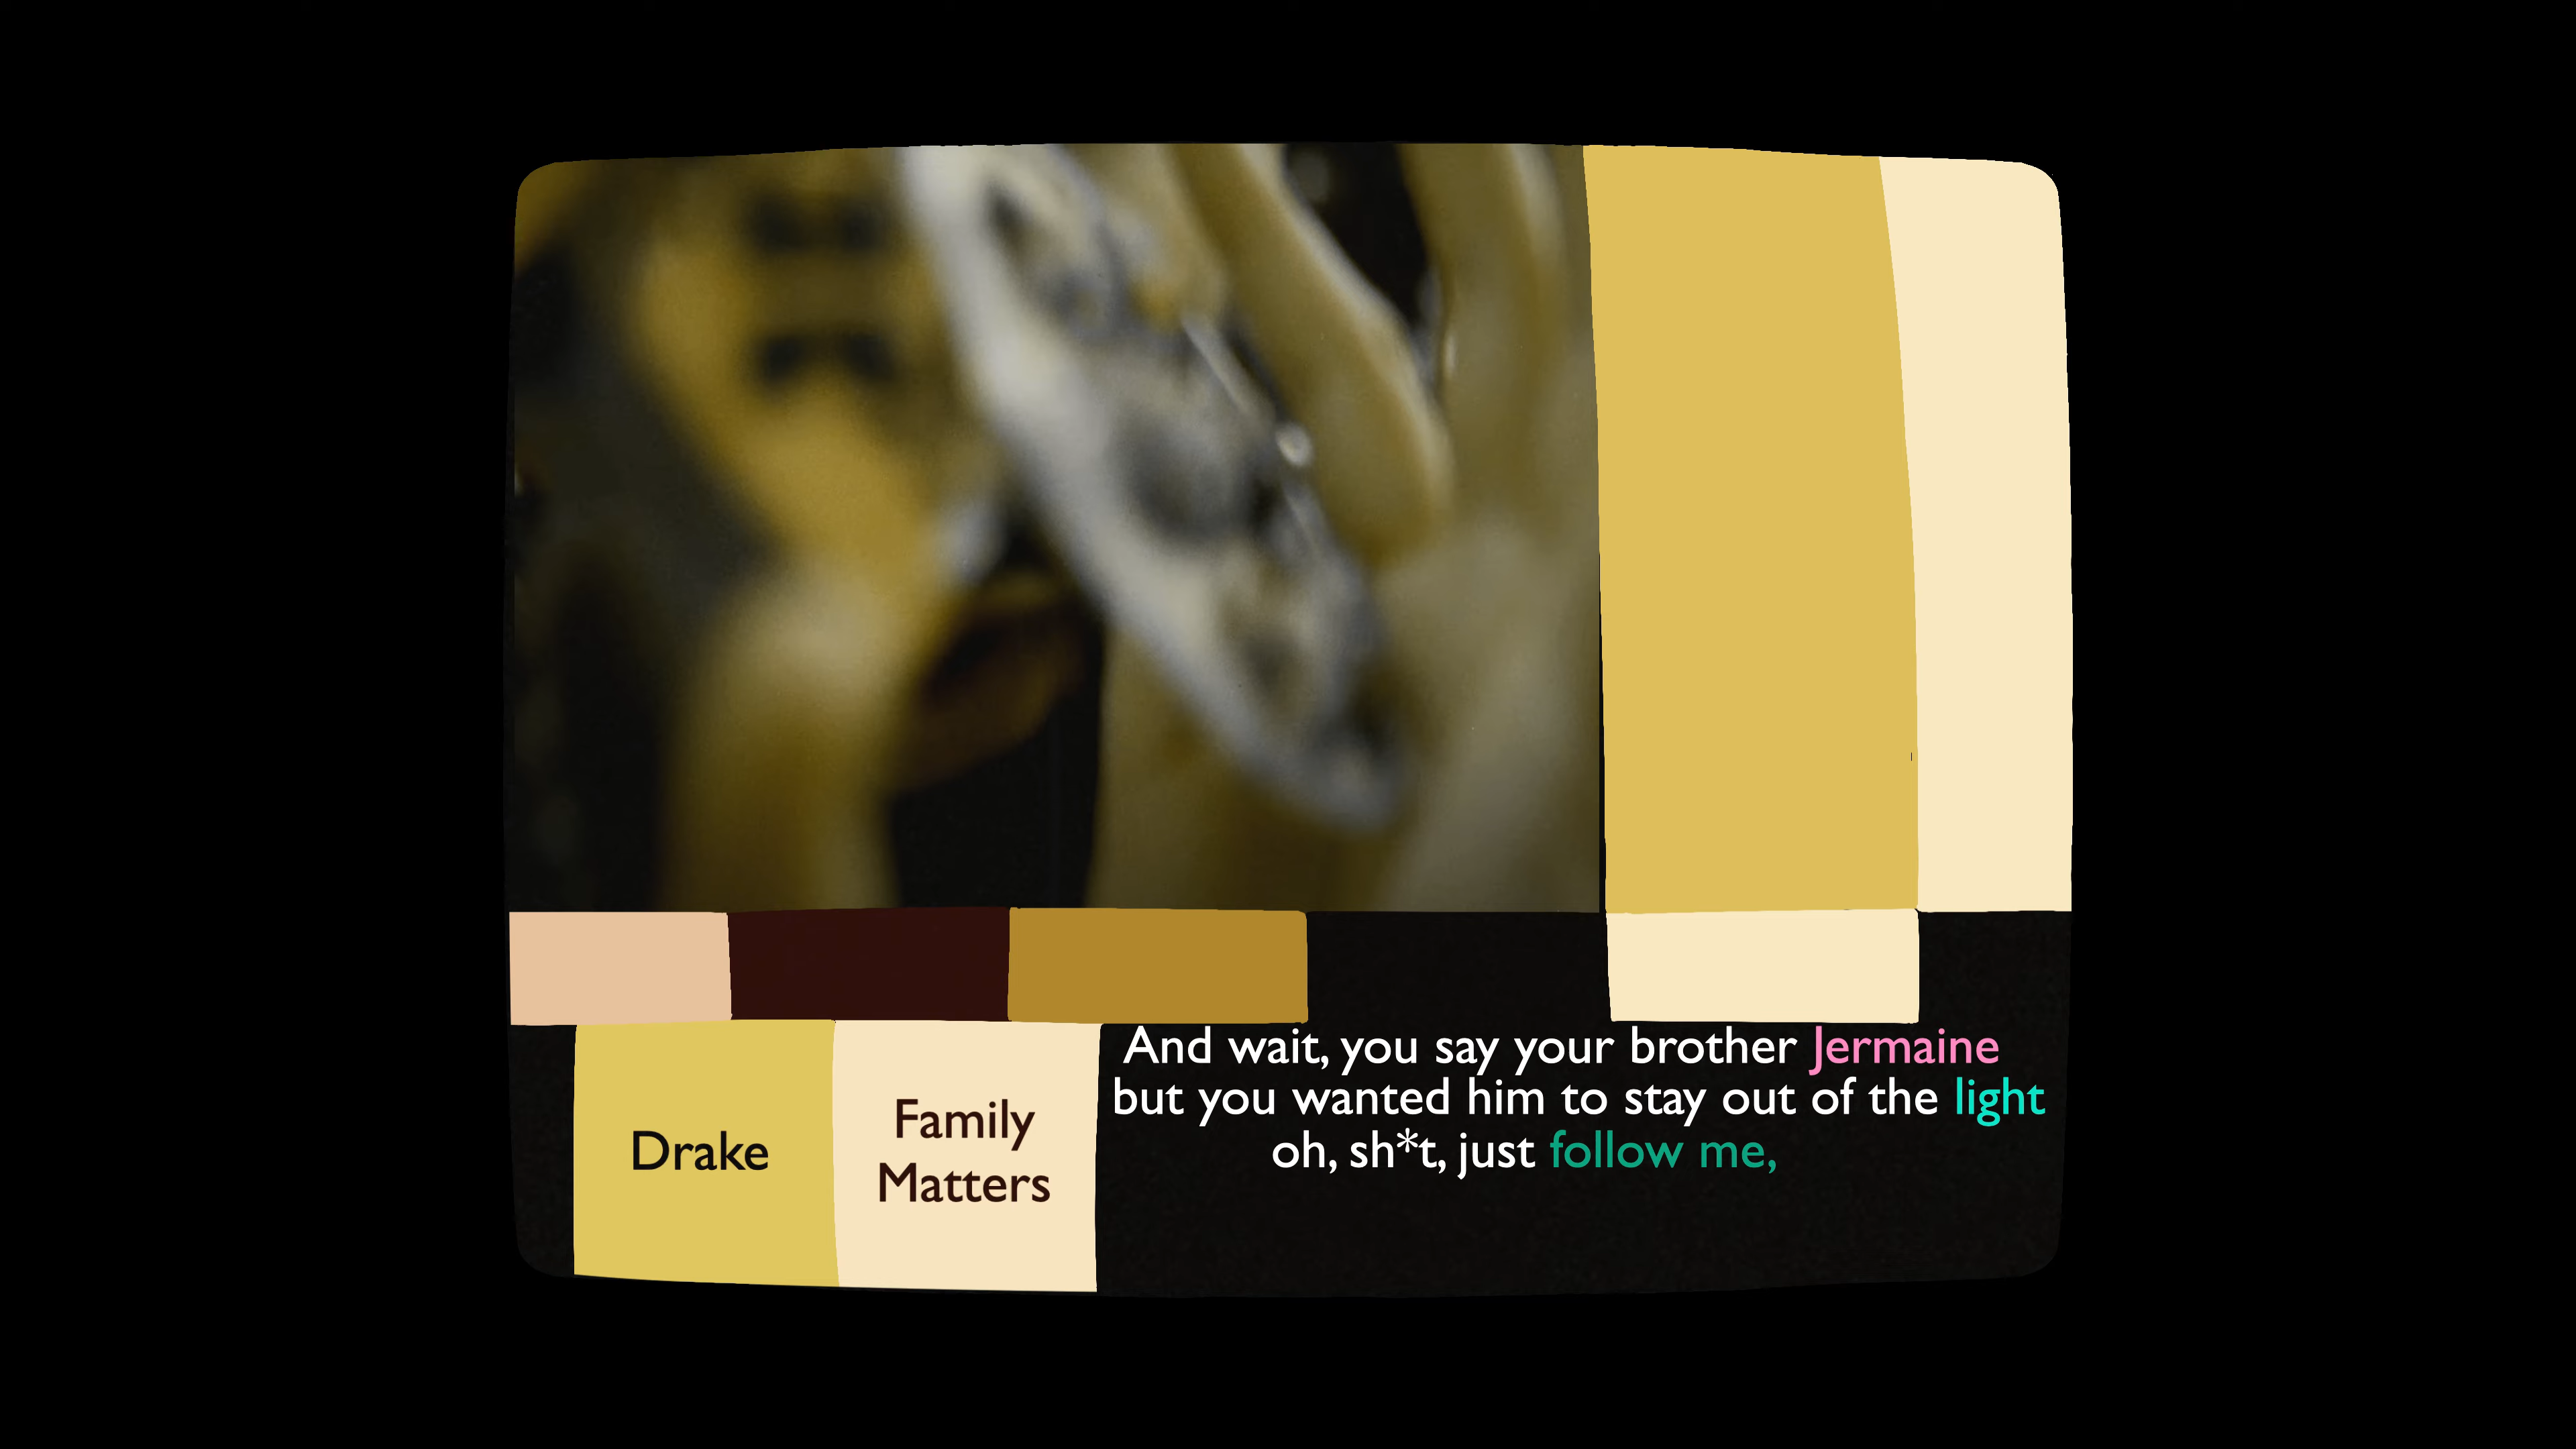 And wait, you say your brother Jermaine
but you wanted him to stay out of the light
oh, sh*t, just follow me,
Drake
Family
Matters